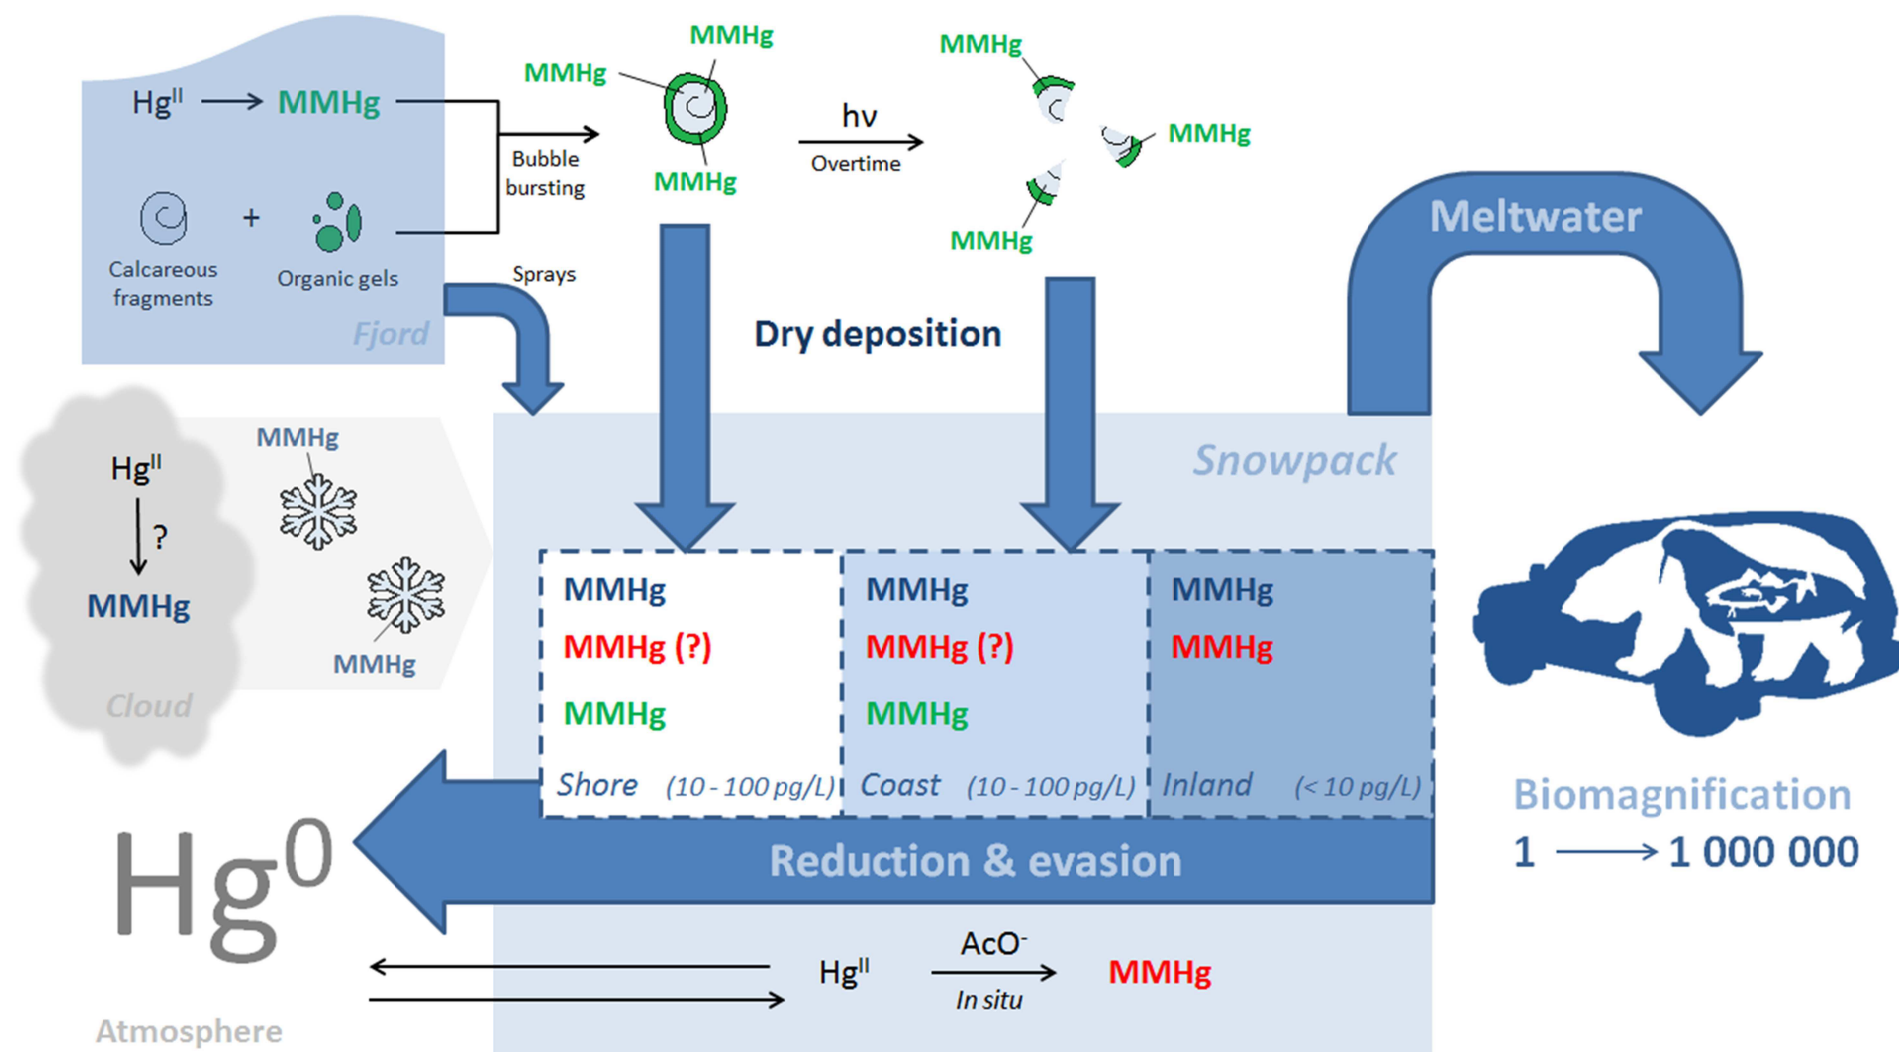 Hg^II → MMHg
Calcareous
fragments
+
Organic gels
Fjord
Bubble
bursting
Sprays
MMHg
MMHg
MMHg
hν
Overtime
MMHg
MMHg
MMHg
Dry deposition
Meltwater
Hg^II
?
MMHg
Cloud
MMHg
MMHg
Snowpack
MMHg
MMHg (?)
MMHg
Shore (10 - 100 pg/L)
MMHg
MMHg (?)
MMHg
Coast (10 - 100 pg/L)
MMHg
MMHg
Inland (< 10 pg/L)
Reduction & evasion
Hg^0
Atmosphere
Hg^II
AcO^-
In situ
MMHg
Biomagnification
1 → 1 000 000